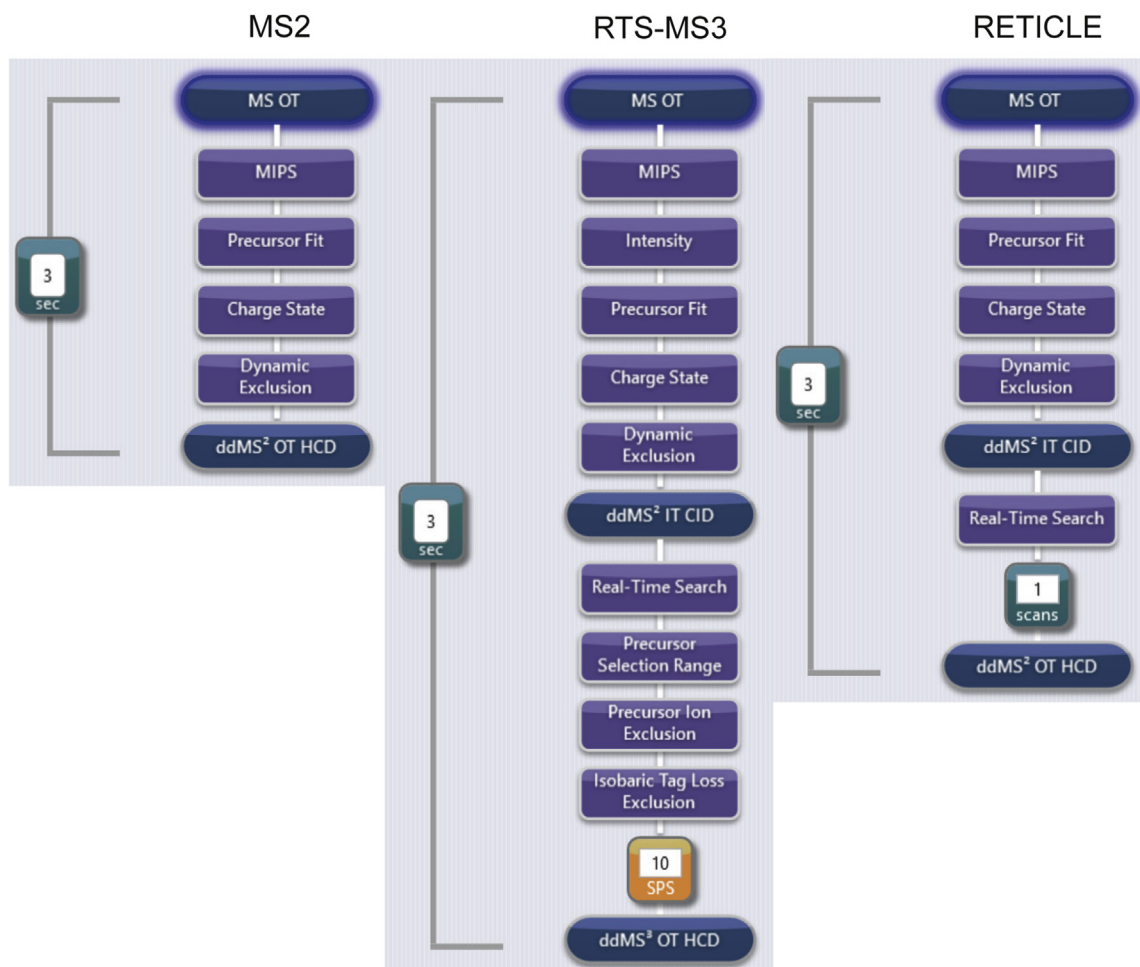 MS2
MS OT
MIPS
Precursor Fit
Charge State
Dynamic
Exclusion
ddMS² OT HCD
3
sec
RTS-MS3
MS OT
MIPS
Intensity
Precursor Fit
Charge State
Dynamic
Exclusion
ddMS² IT CID
Real-Time Search
Precursor
Selection Range
Precursor Ion
Exclusion
Isobaric Tag Loss
Exclusion
10
SPS
ddMS³ OT HCD
3
sec
RETICLE
MS OT
MIPS
Precursor Fit
Charge State
Dynamic
Exclusion
ddMS² IT CID
Real-Time Search
1
scans
ddMS² OT HCD
3
sec